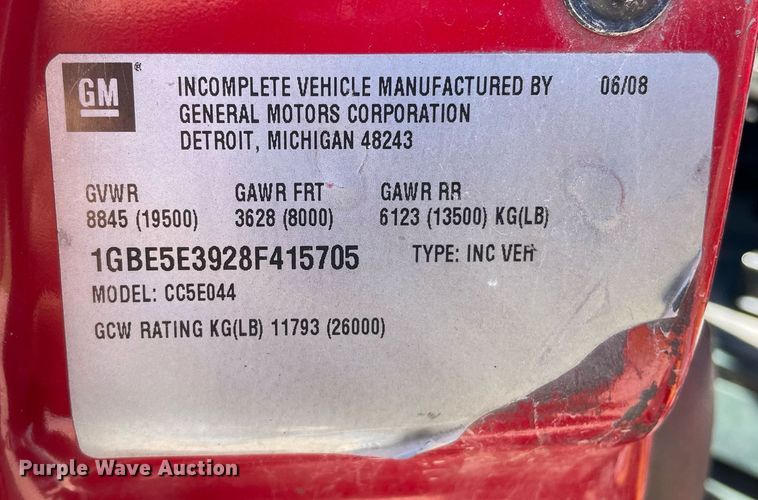 GM
INCOMPLETE VEHICLE MANUFACTURED BY 06/08
GENERAL MOTORS CORPORATION
DETROIT, MICHIGAN 48243
GVWR GAWR FRT GAWR RR
8845 (19500) 3628 (8000) 6123 (13500) KG(LB)
1GBE5E3928F415705 TYPE: INC VEH
MODEL: CC5E044
GCW RATING KG(LB) 11793 (26000)
Purple Wave Auction